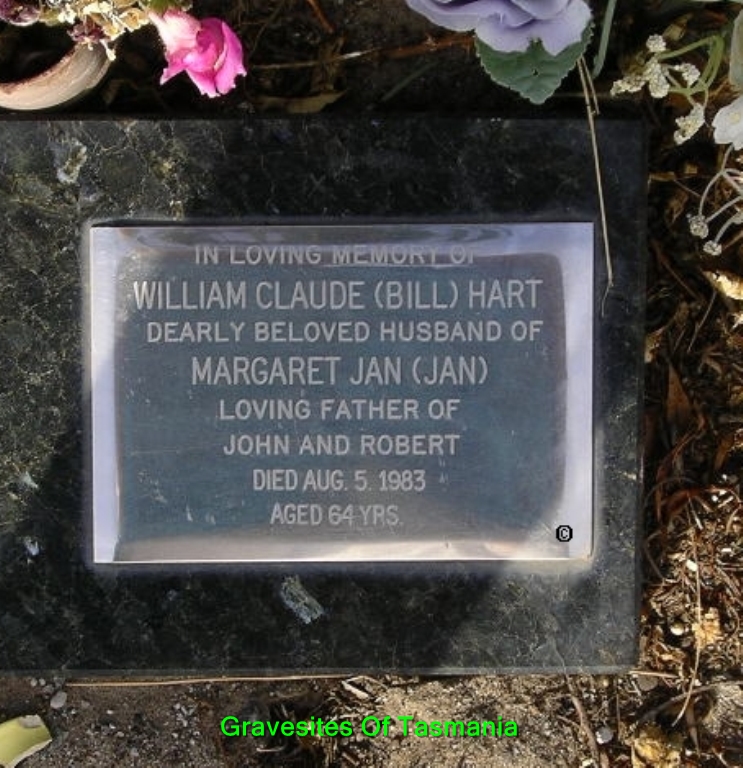 IN LOVING MEMORY OF
WILLIAM CLAUDE (BILL) HART
DEARLY BELOVED HUSBAND OF
MARGARET JAN (JAN)
LOVING FATHER OF
JOHN AND ROBERT
DIED AUG. 5. 1983
AGED 64 YRS.
©
Gravesites Of Tasmania